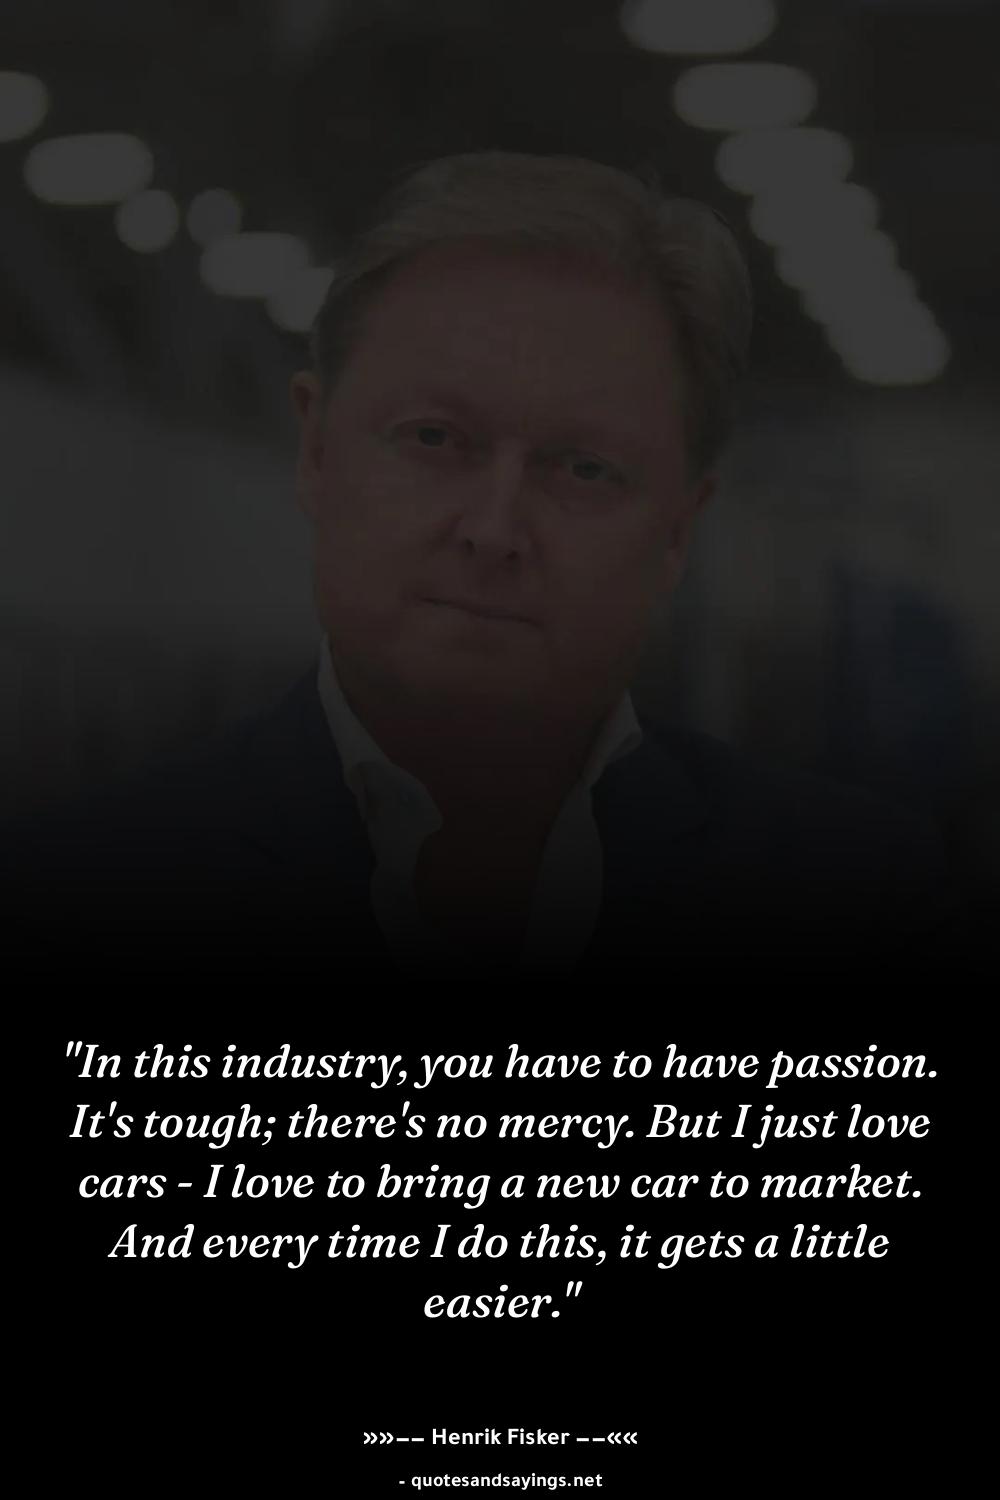 "In this industry, you have to have passion.
It's tough; there's no mercy. But I just love
cars - I love to bring a new car to market.
And every time I do this, it gets a little
easier."
»»−− Henrik Fisker −−««
- quotesandsayings.net